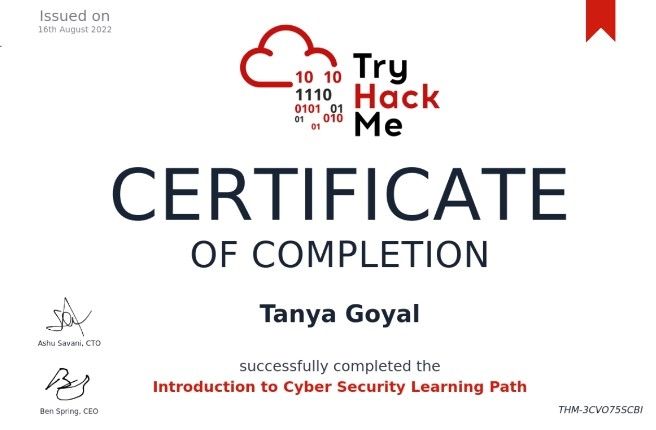 Issued on
16th August 2022
10 10
1110
0101 01
01 010
01
Try
Hack
Me
CERTIFICATE
OF COMPLETION
Tanya Goyal
Ashu Savani, CTO
successfully completed the
Introduction to Cyber Security Learning Path
Ben Spring, CEO
THM-3CVO75SCBI